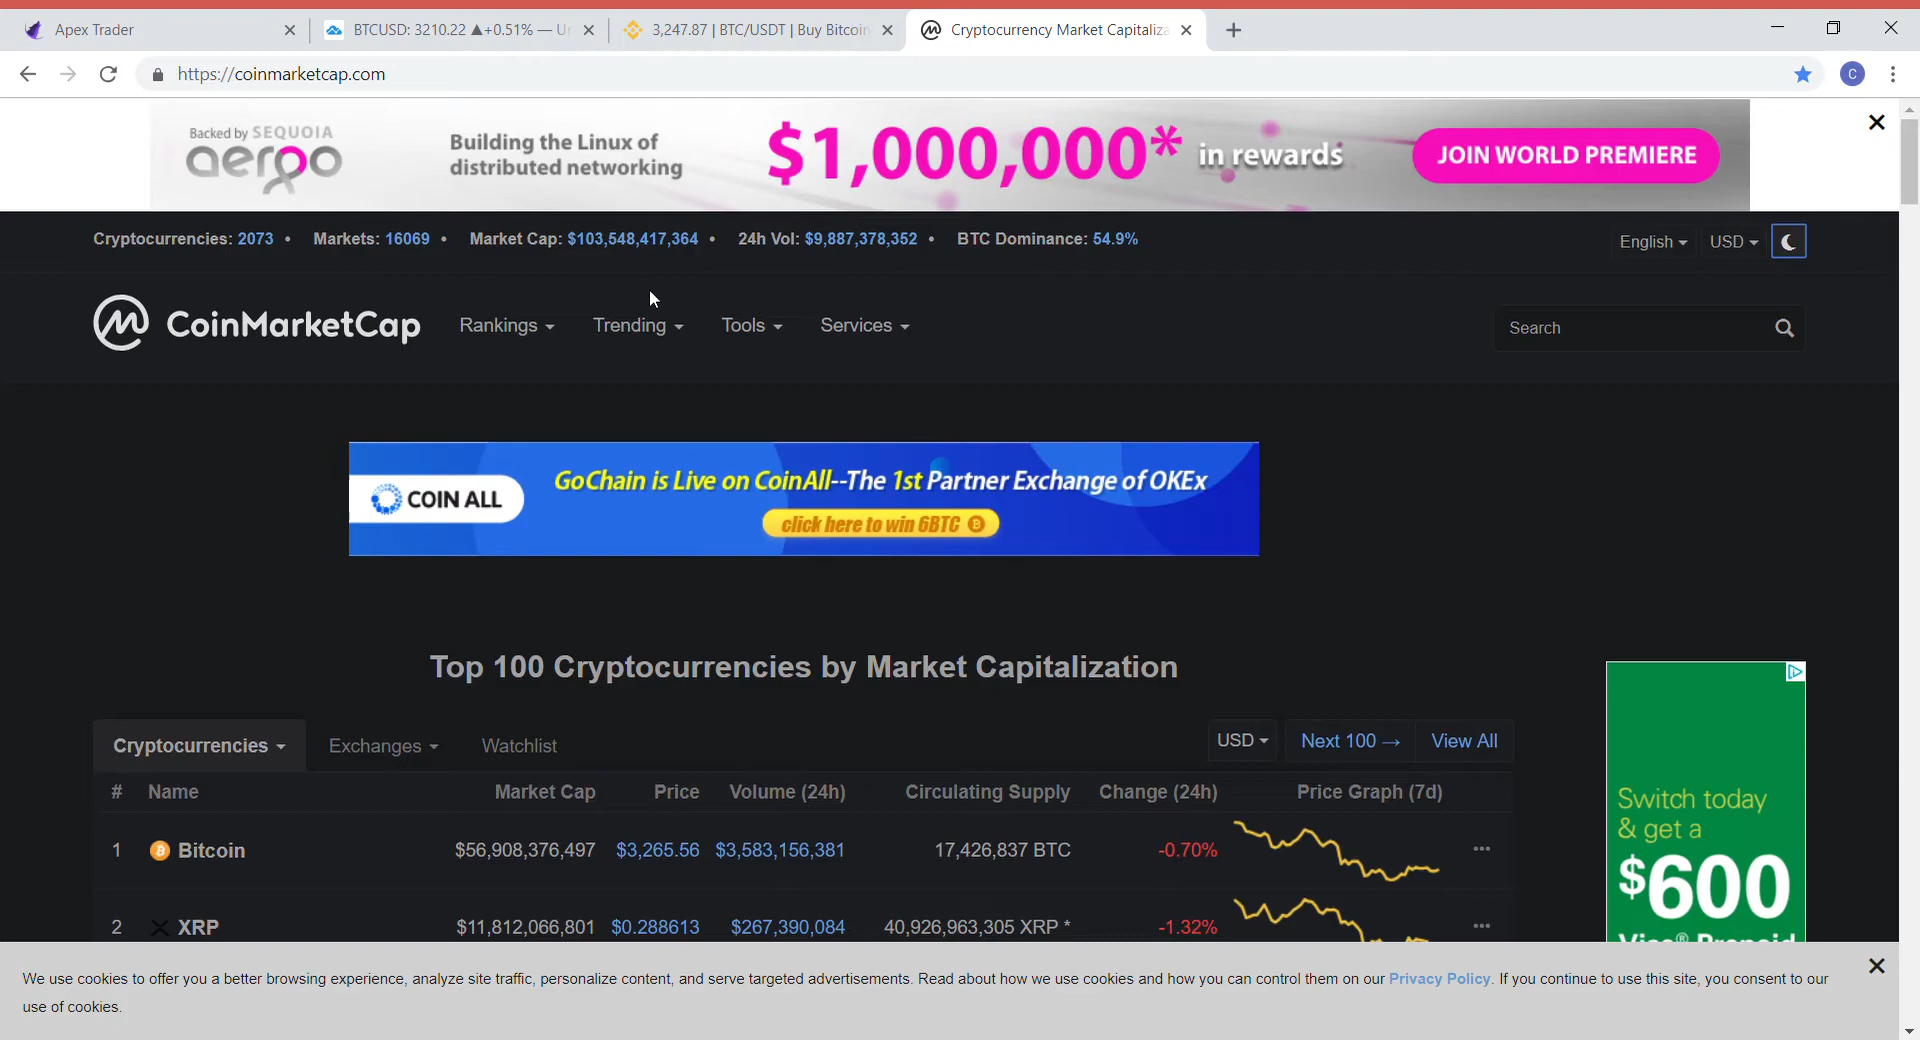 Apex Trader
BTCUSD: 3210.22 ▲+0.51% — U
3,247.87 | BTC/USDT | Buy Bitcoin
Cryptocurrency Market Capitaliza
https://coinmarketcap.com
C
Backed by SEQUOIA
aergo
Building the Linux of
distributed networking
$1,000,000* in rewards
JOIN WORLD PREMIERE
Cryptocurrencies: 2073 • Markets: 16069 • Market Cap: $103,548,417,364 • 24h Vol: $9,887,378,352 • BTC Dominance: 54.9%
English
USD
CoinMarketCap
Rankings
Trending
Tools
Services
Search
COIN ALL
GoChain is Live on CoinAll--The 1st Partner Exchange of OKEx
click here to win 6BTC
Top 100 Cryptocurrencies by Market Capitalization
Cryptocurrencies
Exchanges
Watchlist
USD
Next 100 →
View All
# Name Market Cap Price Volume (24h) Circulating Supply Change (24h) Price Graph (7d)
1 Bitcoin $56,908,376,497 $3,265.56 $3,583,156,381 17,426,837 BTC -0.70%
2 XRP $11,812,066,801 $0.288613 $267,390,084 40,926,963,305 XRP * -1.32%
Switch today
& get a
$600
We use cookies to offer you a better browsing experience, analyze site traffic, personalize content, and serve targeted advertisements. Read about how we use cookies and how you can control them on our Privacy Policy. If you continue to use this site, you consent to our
use of cookies.